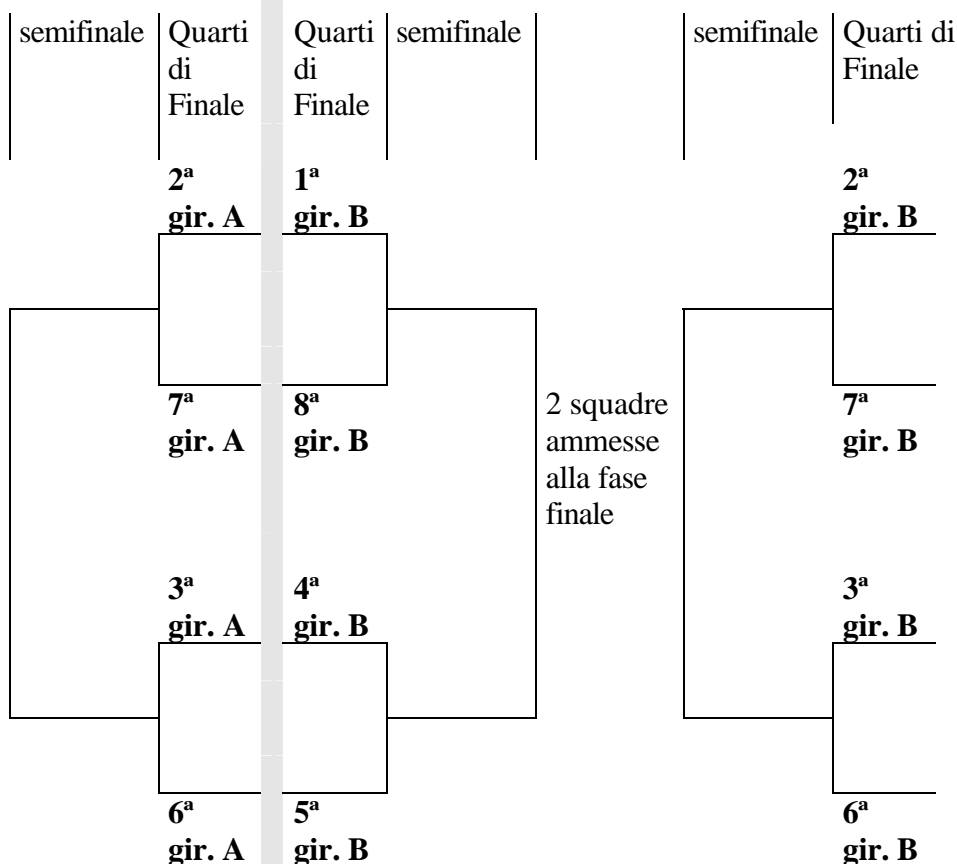 semifinale Quarti di Finale Quarti di Finale semifinale semifinale Quarti di Finale
2ª gir. A 1ª gir. B 2ª gir. B
7ª gir. A 8ª gir. B 7ª gir. B
2 squadre
ammesse
alla fase
finale
3ª gir. A 4ª gir. B 3ª gir. B
6ª gir. A 5ª gir. B 6ª gir. B